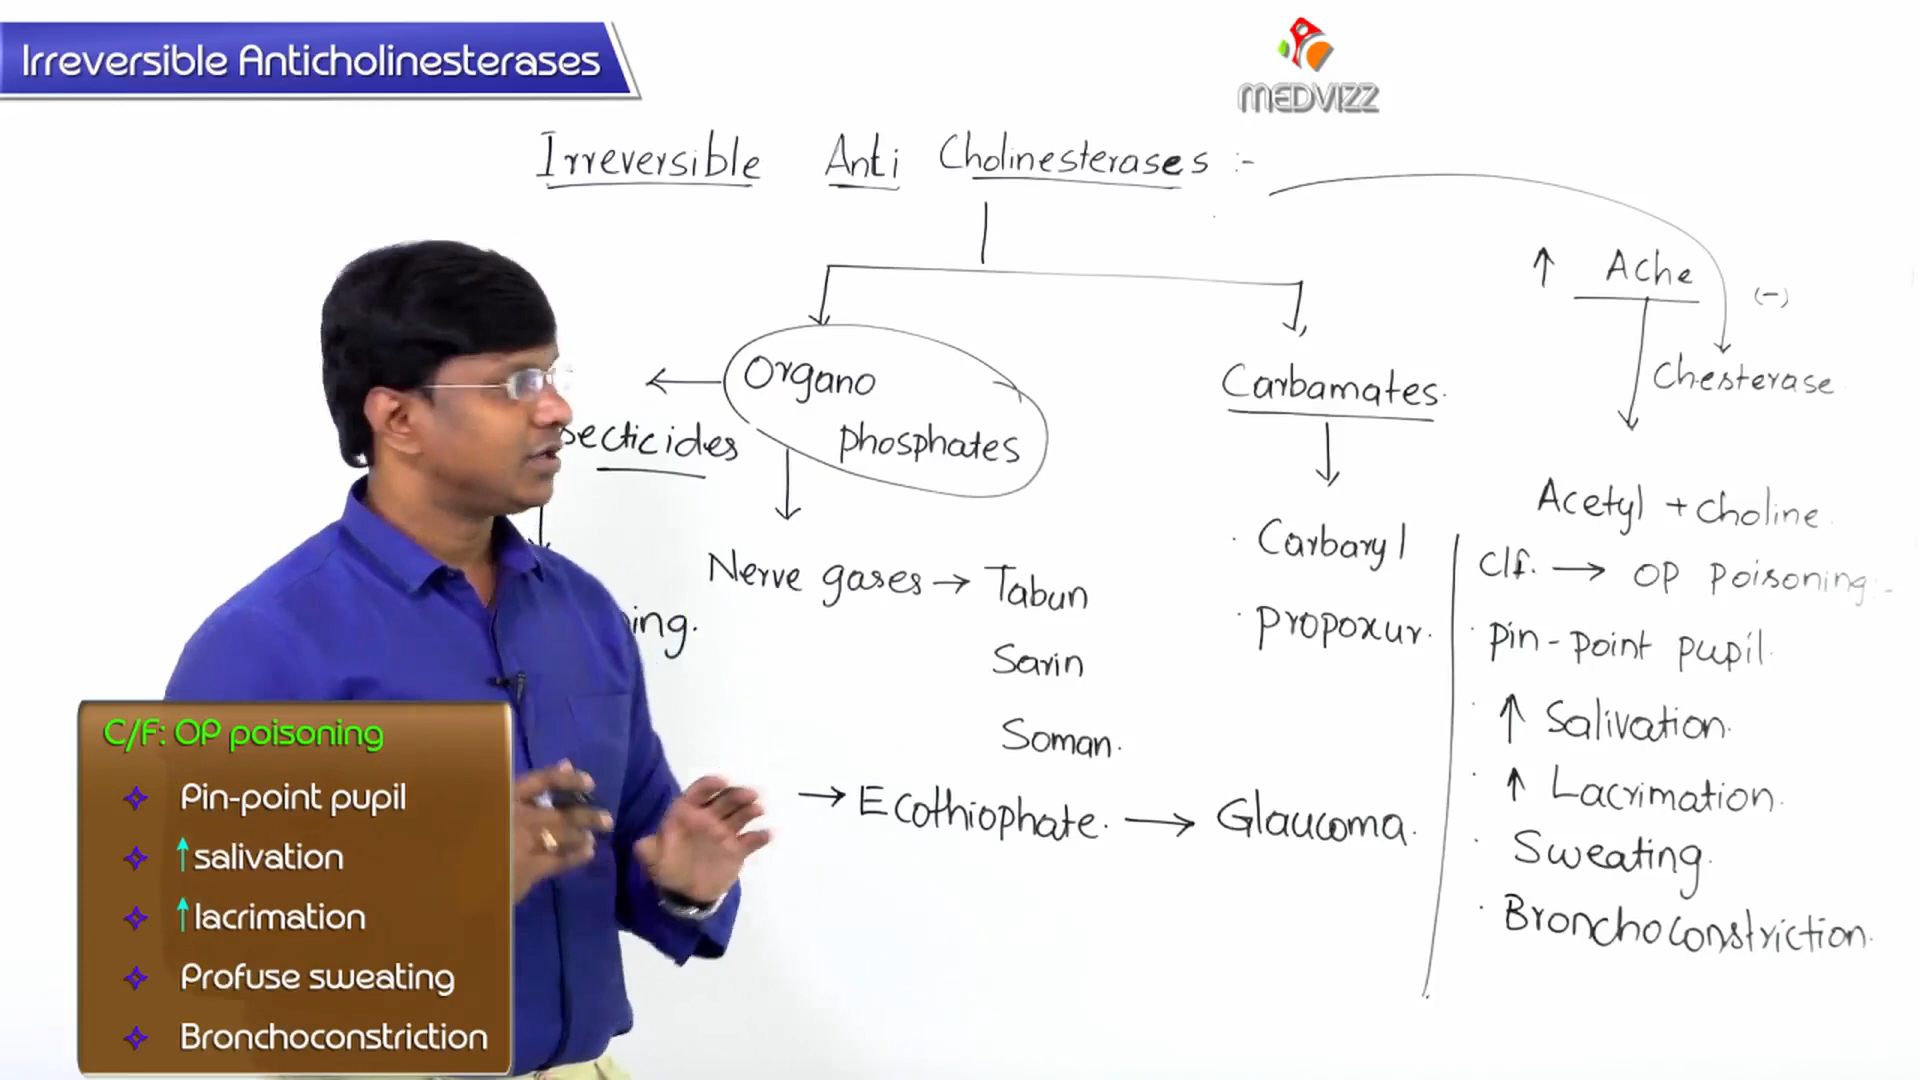 Irreversible Anticholinesterases
MEDVIZZ
Irreversible Anti Cholinesterases :-
↑ Ache
(-)
Chesterase
Organo
phosphates
Carbamates.
secticides
Acetyl + Choline
Nerve gases → Tabun
Sarin
Soman.
ing.
· Carbaryl
· Propoxur.
C/f. → OP Poisoning -
· Pin-point pupil.
· ↑ Salivation.
· ↑ Lacrimation.
· Sweating.
· Bronchoconstriction.
→ Ecothiophate. → Glaucoma.
C/F: OP poisoning
Pin-point pupil
↑salivation
↑lacrimation
Profuse sweating
Bronchoconstriction